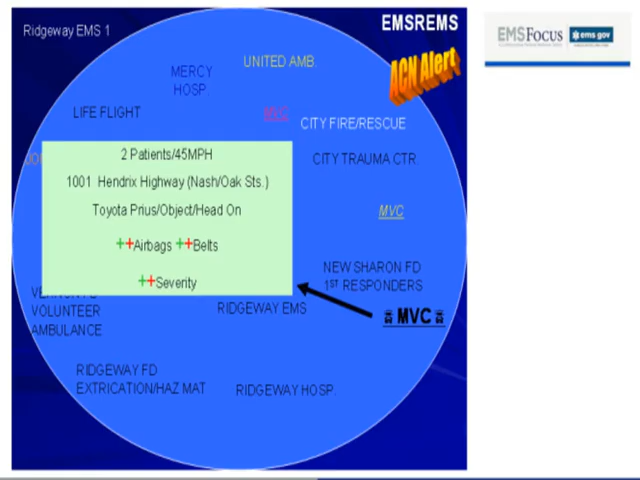 Ridgeway EMS 1
EMSREMS
EMSFocus
ems.gov
ACN Alert
UNITED AMB.
MERCY
HOSP.
LIFE FLIGHT
MVC
CITY FIRE/RESCUE
2 Patients/45MPH
CITY TRAUMA CTR.
1001 Hendrix Highway (Nash/Oak Sts.)
Toyota Prius/Object/Head On
MVC
++Airbags ++Belts
++Severity
NEW SHARON FD
1ST RESPONDERS
VOLUNTEER
AMBULANCE
RIDGEWAY EMS
MVC
RIDGEWAY FD
EXTRICATION/HAZ MAT
RIDGEWAY HOSP.